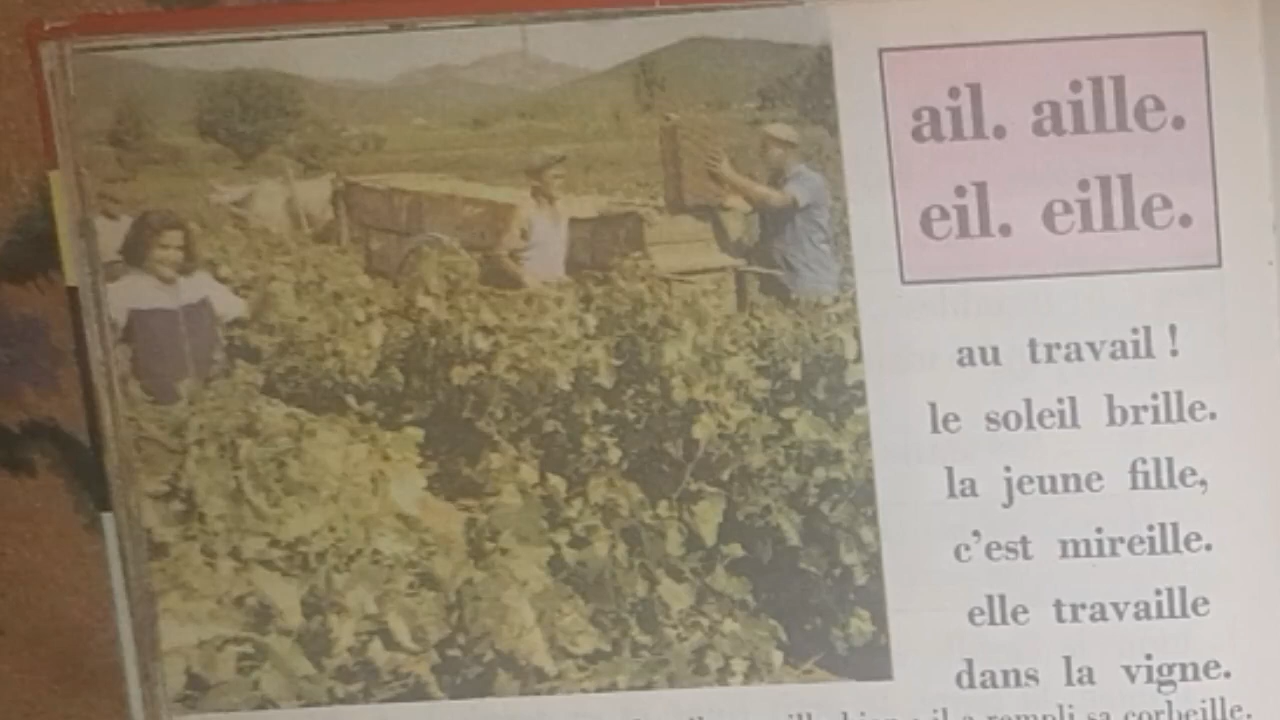 ail. aille.
eil. eille.
au travail !
le soleil brille.
la jeune fille,
c'est mireille.
elle travaille
dans la vigne.
il a rempli sa corbeille.